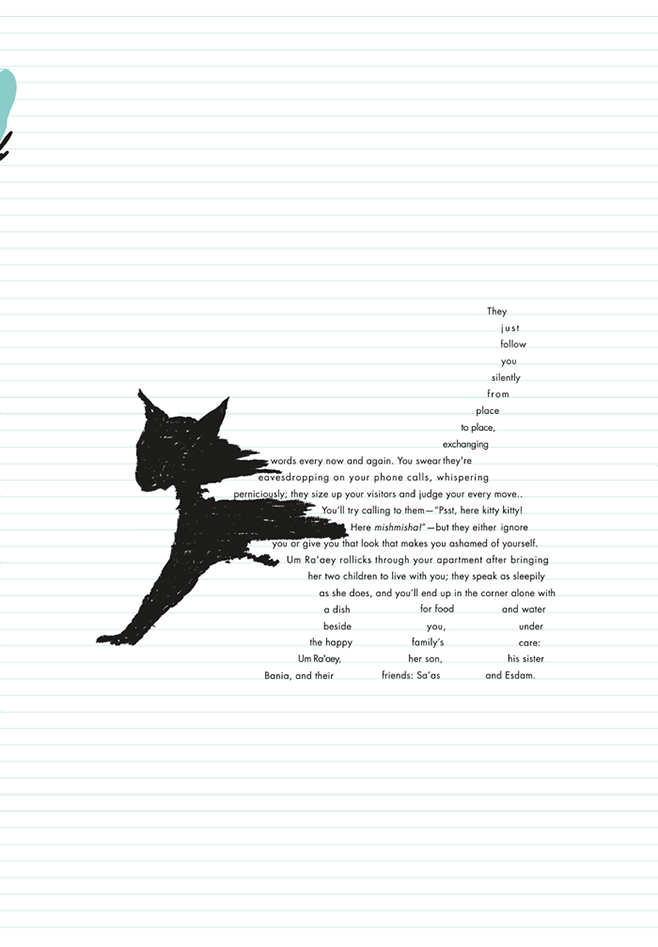 They
just
follow
you
silently
from
place
to place,
exchanging
words every now and again. You swear they're
eavesdropping on your phone calls, whispering
perniciously; they size up your visitors and judge your every move..
You'll try calling to them—"Psst, here kitty kitty!
Here mishmisha!"—but they either ignore
you or give you that look that makes you ashamed of yourself.
Um Ra'aey rollicks through your apartment after bringing
her two children to live with you; they speak as sleepily
as she does, and you'll end up in the corner alone with
a dish for food and water
beside you, under
the happy family's care:
Um Ra'aey, her son, his sister
Bania, and their friends: Sa'as and Esdam.